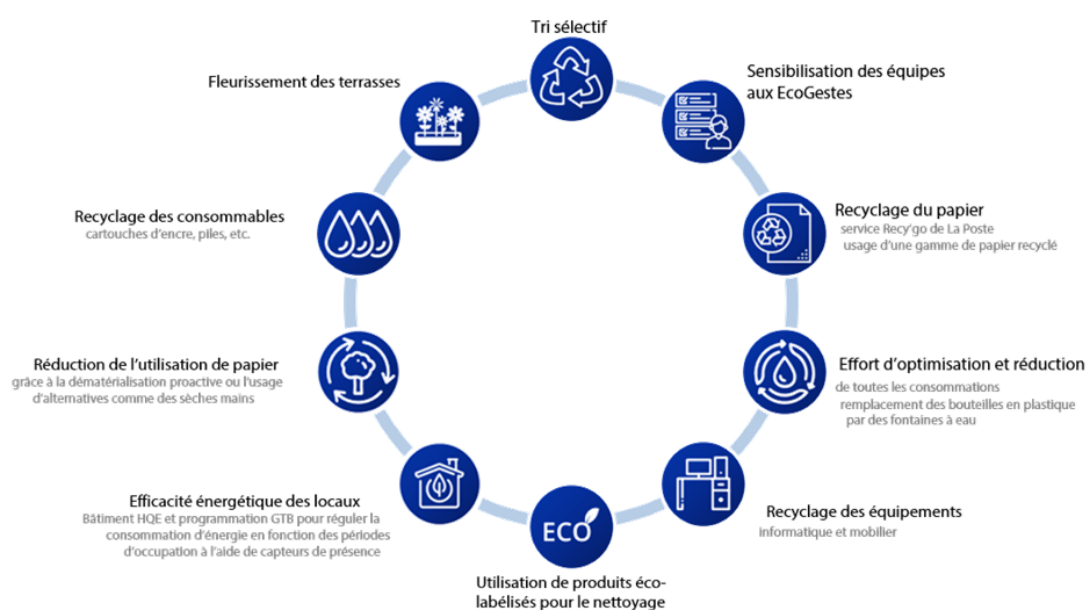 Tri sélectif
Sensibilisation des équipes
aux EcoGestes
Recyclage du papier
service Recy'go de La Poste
usage d'une gamme de papier recyclé
Effort d'optimisation et réduction
de toutes les consommations
remplacement des bouteilles en plastique
par des fontaines à eau
Recyclage des équipements
informatique et mobilier
ECO
Utilisation de produits éco-
labélisés pour le nettoyage
Efficacité énergétique des locaux
Bâtiment HQE et programmation GTB pour réguler la
consommation d'énergie en fonction des périodes
d'occupation à l'aide de capteurs de présence
Réduction de l'utilisation de papier
grâce à la dématérialisation proactive ou l'usage
d'alternatives comme des sèches mains
Recyclage des consommables
cartouches d'encre, piles, etc.
Fleurissement des terrasses